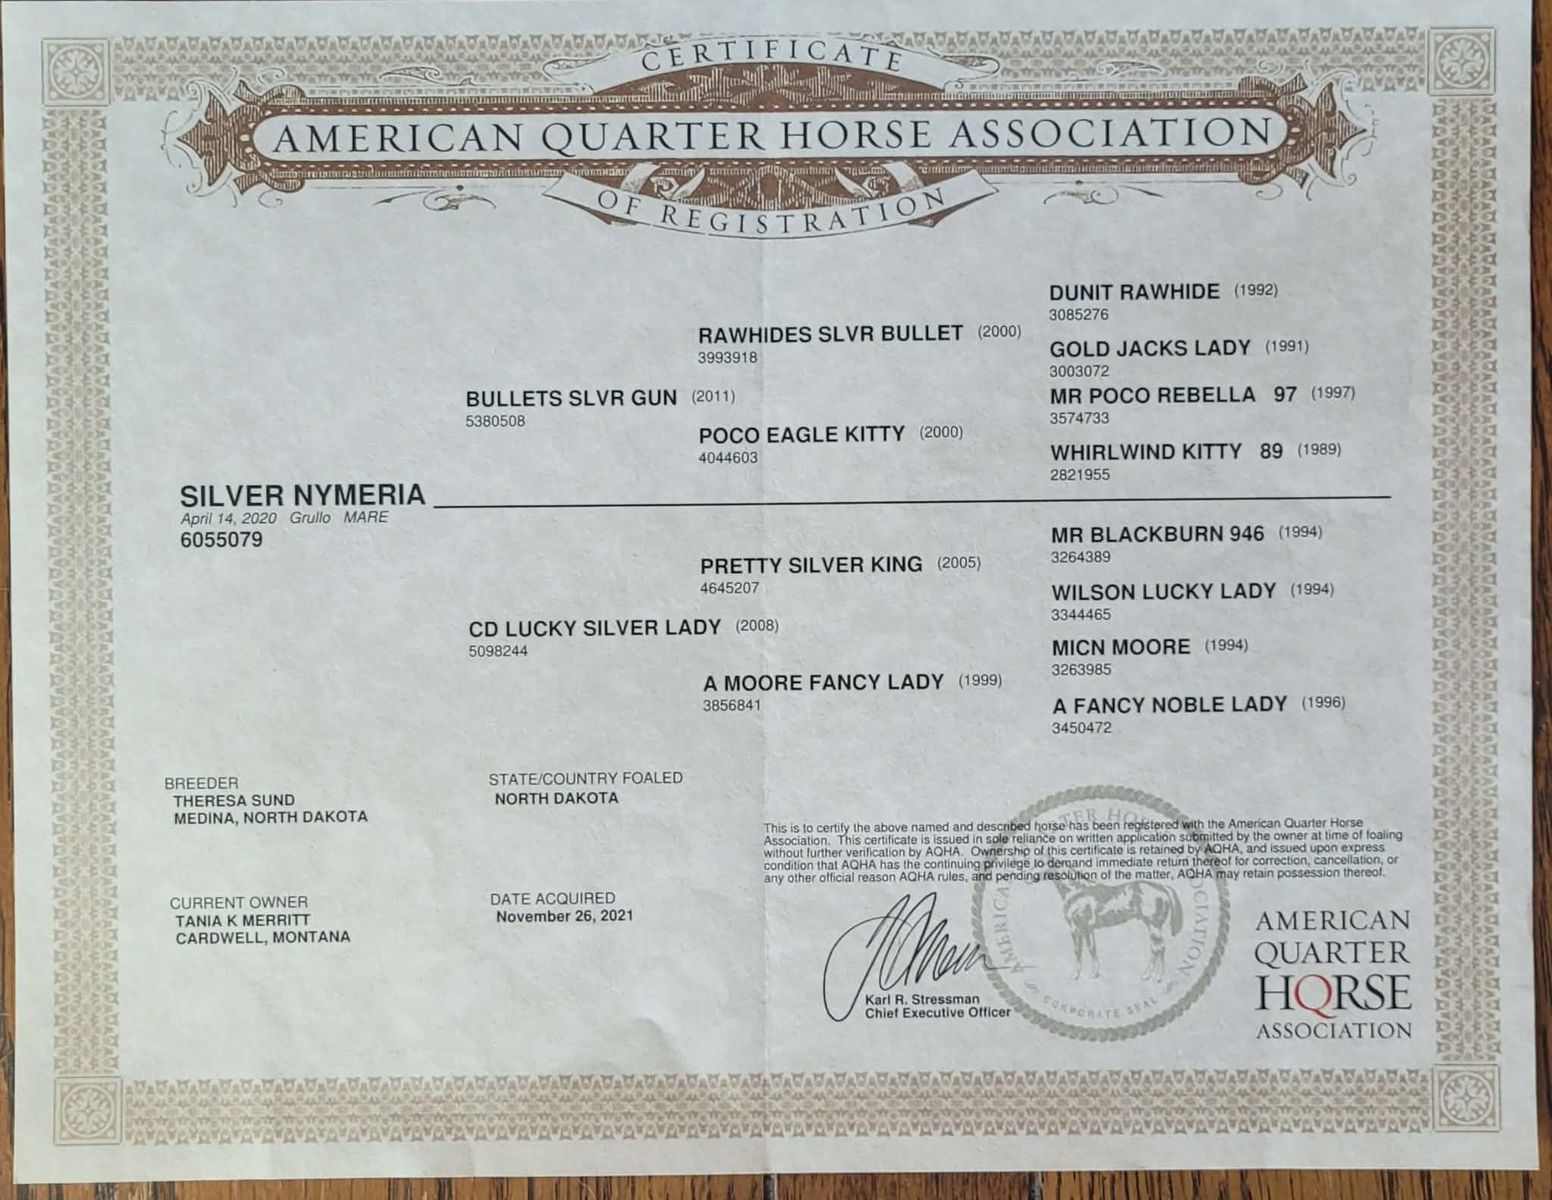 CERTIFICATE
AMERICAN QUARTER HORSE ASSOCIATION
OF REGISTRATION
DUNIT RAWHIDE (1992)
3085276
RAWHIDES SLVR BULLET (2000)
3993918
GOLD JACKS LADY (1991)
3003072
BULLETS SLVR GUN (2011)
5380508
MR POCO REBELLA 97 (1997)
3574733
POCO EAGLE KITTY (2000)
4044603
WHIRLWIND KITTY 89 (1989)
2821955
SILVER NYMERIA
April 14, 2020 Grullo MARE
6055079
MR BLACKBURN 946 (1994)
3264389
PRETTY SILVER KING (2005)
4645207
WILSON LUCKY LADY (1994)
3344465
CD LUCKY SILVER LADY (2008)
5098244
MICN MOORE (1994)
3263985
A MOORE FANCY LADY (1999)
3856841
A FANCY NOBLE LADY (1996)
3450472
BREEDER
THERESA SUND
MEDINA, NORTH DAKOTA
STATE/COUNTRY FOALED
NORTH DAKOTA
CURRENT OWNER
TANIA K MERRITT
CARDWELL, MONTANA
DATE ACQUIRED
November 26, 2021
This is to certify the above named and described horse has been registered with the American Quarter Horse
Association. This certificate is issued in sole reliance on written application submitted by the owner at time of foaling
without further verification by AQHA. Ownership of this certificate is retained by AQHA, and issued upon express
condition that AQHA has the continuing privilege to demand immediate return thereof for correction, cancellation, or
any other official reason AQHA rules, and pending resolution of the matter, AQHA may retain possession thereof.
Karl R. Stressman
Chief Executive Officer
AMERICAN QUARTER HORSE ASSOCIATION
CORPORATE SEAL
AMERICAN
QUARTER
HORSE
ASSOCIATION